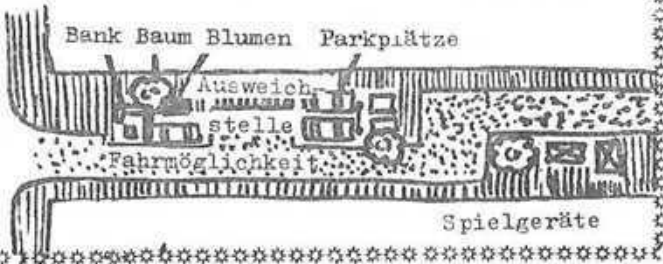 Bank Baum Blumen Parkplätze
Ausweich-
stelle
Fahrmöglichkeit
Spielgeräte